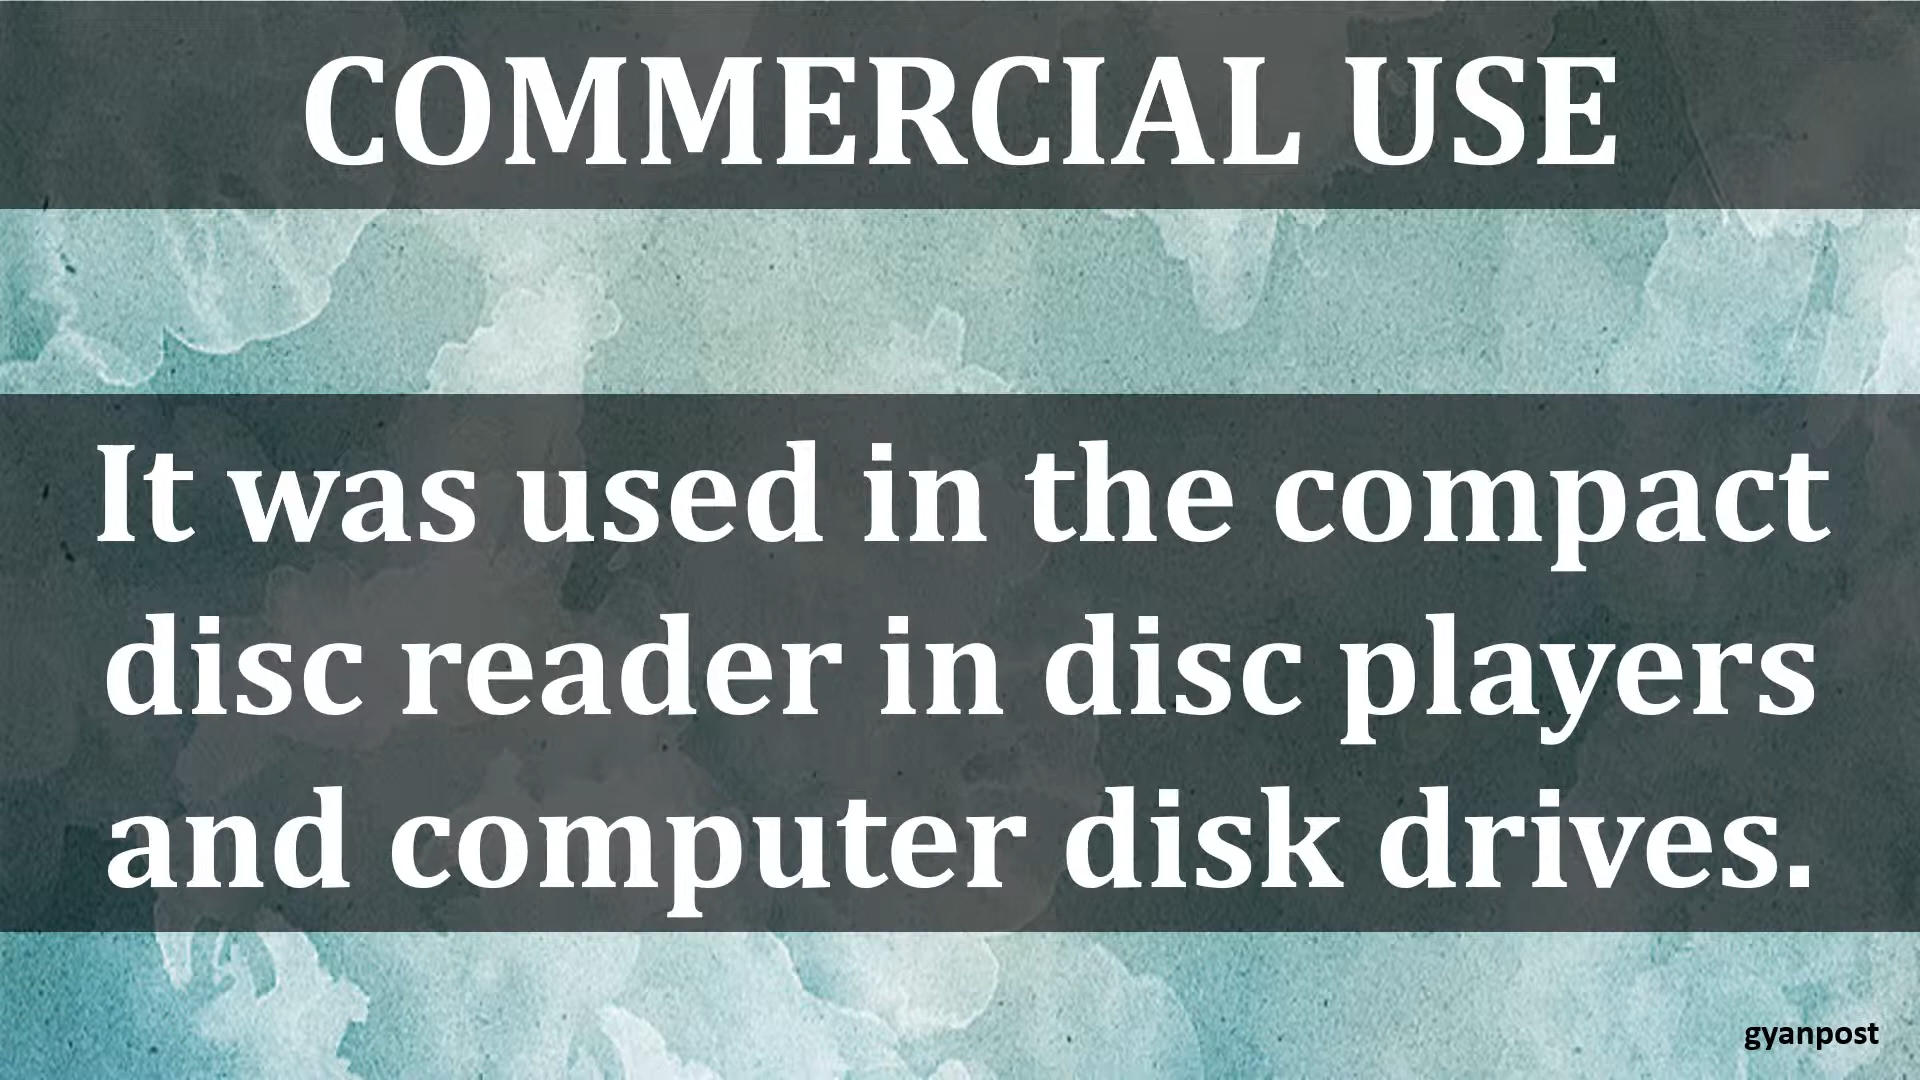 COMMERCIAL USE
It was used in the compact
disc reader in disc players
and computer disk drives.
gyanpost